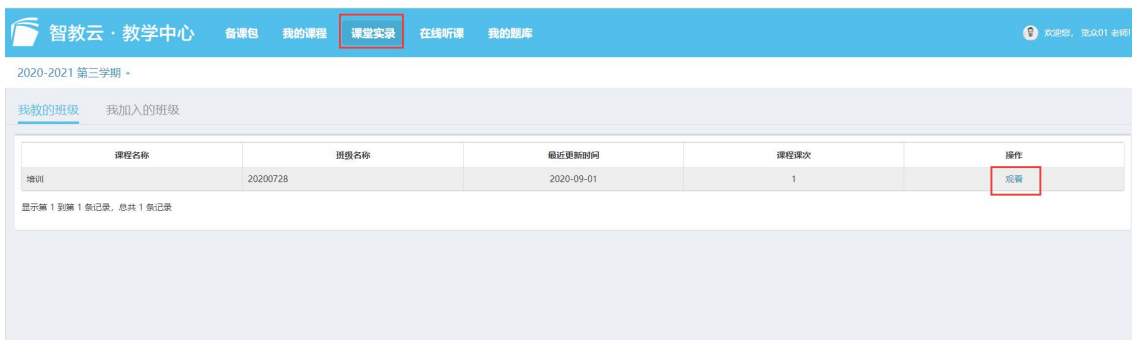 智教云·教学中心 备课包 我的课程 课堂实录 在线听课 我的题库 欢迎您，宽众01 老师!
2020-2021 第三学期
我教的班级 我加入的班级
课程名称 班级名称 最近更新时间 课程课次 操作
培训 20200728 2020-09-01 1 观看
显示第 1 到第 1 条记录，总共 1 条记录